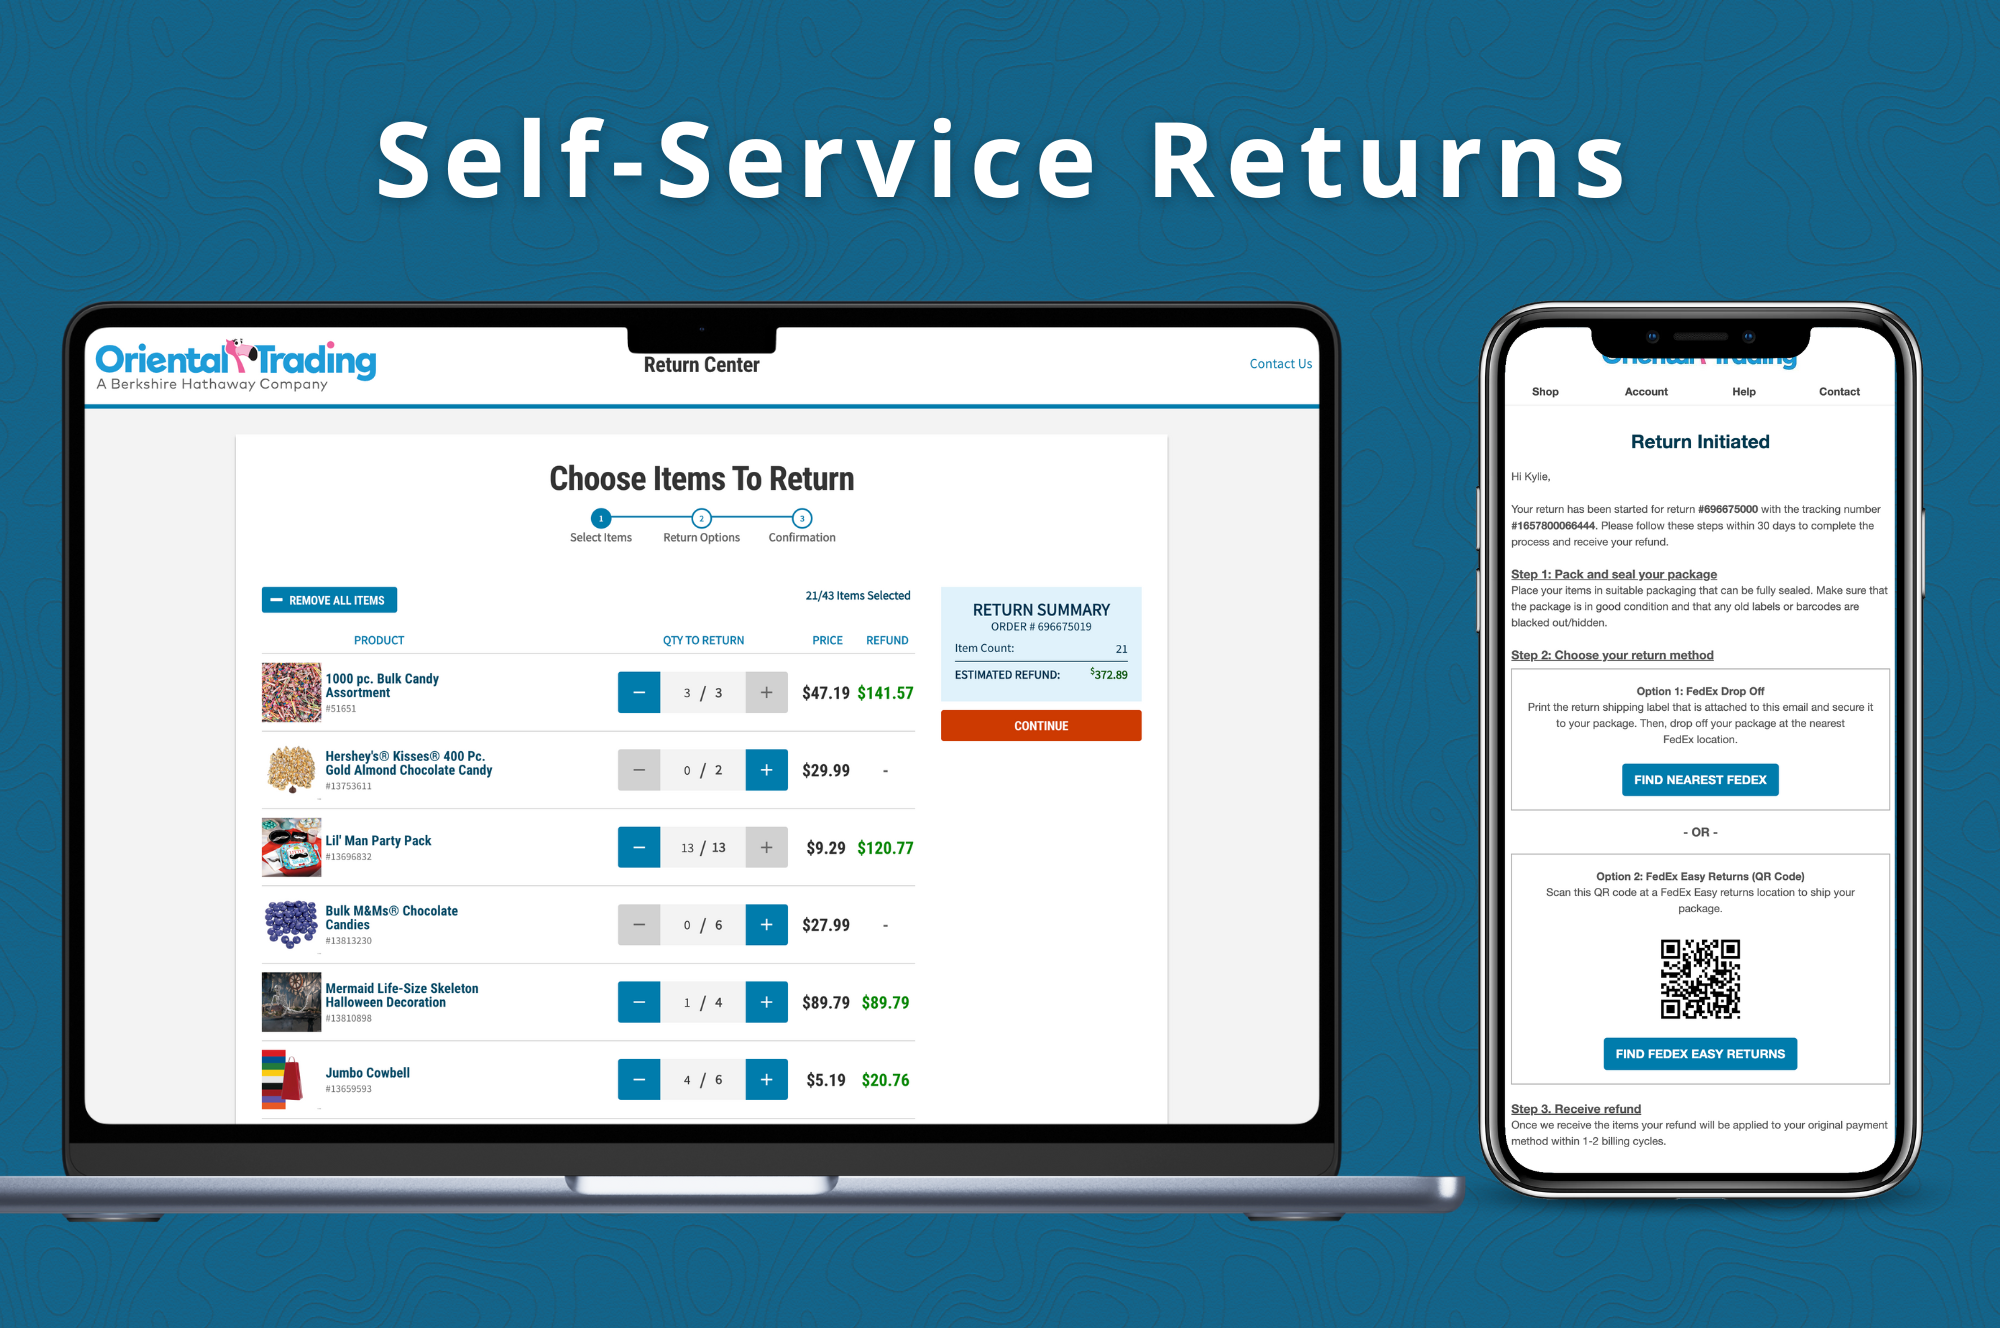 Self-Service Returns
Oriental Trading
A Berkshire Hathaway Company
Return Center
Contact Us
Choose Items To Return
1 2 3
Select Items Return Options Confirmation
REMOVE ALL ITEMS
21/43 Items Selected
PRODUCT QTY TO RETURN PRICE REFUND
1000 pc. Bulk Candy
Assortment
#51651
3 / 3 $47.19 $141.57
Hershey's® Kisses® 400 Pc.
Gold Almond Chocolate Candy
#13753611
0 / 2 $29.99 -
Lil' Man Party Pack
#13696832
13 / 13 $9.29 $120.77
Bulk M&Ms® Chocolate
Candies
#13813230
0 / 6 $27.99 -
Mermaid Life-Size Skeleton
Halloween Decoration
#13810898
1 / 4 $89.79 $89.79
Jumbo Cowbell
#13659593
4 / 6 $5.19 $20.76
RETURN SUMMARY
ORDER # 696675019
Item Count: 21
ESTIMATED REFUND: $372.89
CONTINUE
Oriental Trading
Shop Account Help Contact
Return Initiated
Hi Kylie,
Your return has been started for return #696675000 with the tracking number
#1657800066444. Please follow these steps within 30 days to complete the
process and receive your refund.
Step 1: Pack and seal your package
Place your items in suitable packaging that can be fully sealed. Make sure that
the package is in good condition and that any old labels or barcodes are
blacked out/hidden.
Step 2: Choose your return method
Option 1: FedEx Drop Off
Print the return shipping label that is attached to this email and secure it
to your package. Then, drop off your package at the nearest
FedEx location.
FIND NEAREST FEDEX
- OR -
Option 2: FedEx Easy Returns (QR Code)
Scan this QR code at a FedEx Easy returns location to ship your
package.
FIND FEDEX EASY RETURNS
Step 3. Receive refund
Once we receive the items your refund will be applied to your original payment
method within 1-2 billing cycles.